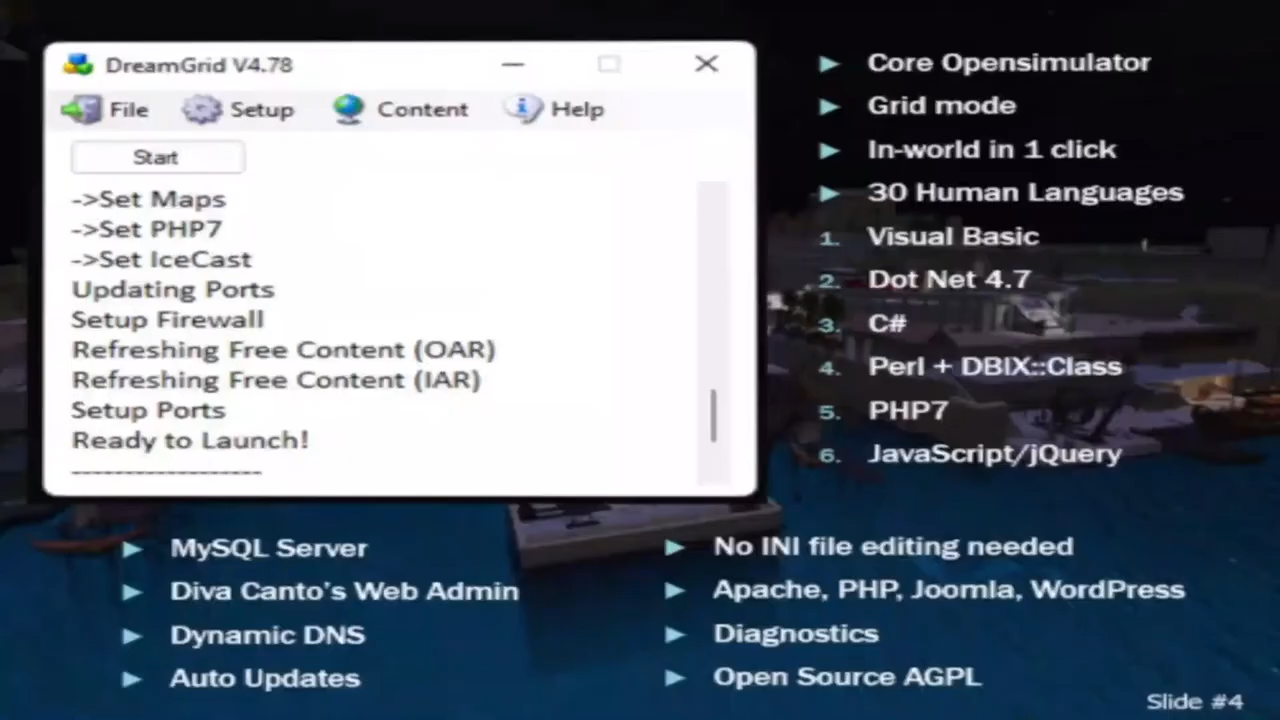 DreamGrid V4.78
File Setup Content Help
Start
->Set Maps
->Set PHP7
->Set IceCast
Updating Ports
Setup Firewall
Refreshing Free Content (OAR)
Refreshing Free Content (IAR)
Setup Ports
Ready to Launch!
-------------------
Core Opensimulator
Grid mode
In-world in 1 click
30 Human Languages
1. Visual Basic
2. Dot Net 4.7
3. C#
4. Perl + DBIX::Class
5. PHP7
6. JavaScript/jQuery
MySQL Server
Diva Canto's Web Admin
Dynamic DNS
Auto Updates
No INI file editing needed
Apache, PHP, Joomla, WordPress
Diagnostics
Open Source AGPL
Slide #4